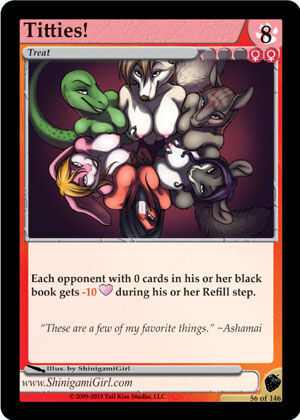 Titties!
8
Treat
Each opponent with 0 cards in his or her black
book gets -10 during his or her Refill step.
"These are a few of my favorite things." ~Ashamai
Illus. by ShinigamiGirl
www.ShinigamiGirl.com
56 of 146
© 2009-2013 Tail Kiss Studio, LLC